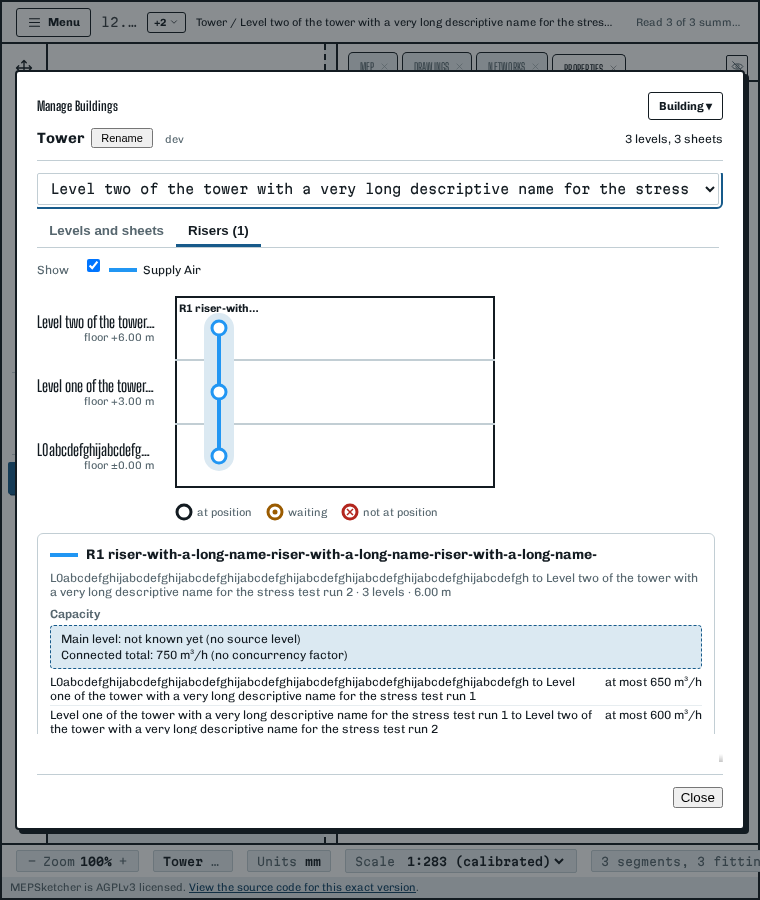 Menu
12.…
+2
Tower / Level two of the tower with a very long descriptive name for the stres…
Read 3 of 3 summ…
MEP
DRAWINGS
NETWORKS
PROPERTIES
Manage Buildings
Building ▾
Tower
Rename
dev
3 levels, 3 sheets
Level two of the tower with a very long descriptive name for the stress
Levels and sheets
Risers (1)
Show
Supply Air
R1 riser-with…
Level two of the tower…
floor +6.00 m
Level one of the tower…
floor +3.00 m
L0abcdefghijabcdefg…
floor ±0.00 m
at position
waiting
not at position
R1 riser-with-a-long-name-riser-with-a-long-name-riser-with-a-long-name-
L0abcdefghijabcdefghijabcdefghijabcdefghijabcdefghijabcdefghijabcdefgh to Level two of the tower with
a very long descriptive name for the stress test run 2 · 3 levels · 6.00 m
Capacity
Main level: not known yet (no source level)
Connected total: 750 m³/h (no concurrency factor)
L0abcdefghijabcdefghijabcdefghijabcdefghijabcdefghijabcdefghijabcdefgh to Level
one of the tower with a very long descriptive name for the stress test run 1
at most 650 m³/h
Level one of the tower with a very long descriptive name for the stress test run 1 to Level two of
the tower with a very long descriptive name for the stress test run 2
at most 600 m³/h
Close
− Zoom 100% +
Tower …
Units mm
Scale 1:283 (calibrated)
3 segments, 3 fittin
MEPSketcher is AGPLv3 licensed. View the source code for this exact version.